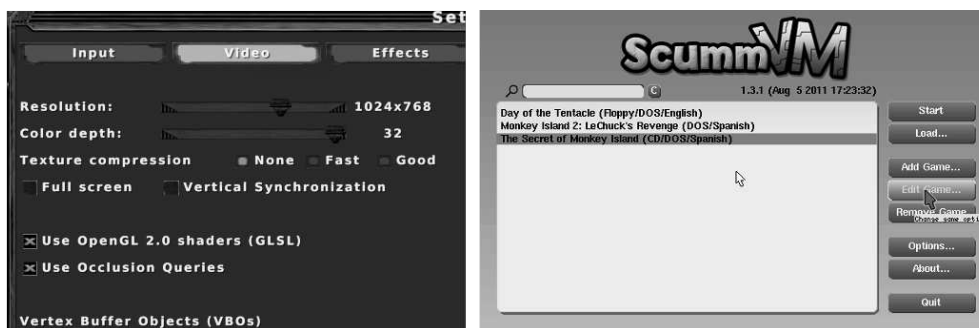 Set
Input Video Effects
Resolution: 1024x768
Color depth: 32
Texture compression None Fast Good
Full screen Vertical Synchronization
Use OpenGL 2.0 shaders (GLSL)
Use Occlusion Queries
Vertex Buffer Objects (VBOs)
ScummVM
C 1.3.1 (Aug 5 2011 17:23:32)
Day of the Tentacle (Floppy/DOS/English)
Monkey Island 2: LeChuck's Revenge (DOS/Spanish)
The Secret of Monkey Island (CD/DOS/Spanish)
Start
Load...
Add Game...
Edit Game...
Remove Game
Change game opti
Options...
About...
Quit